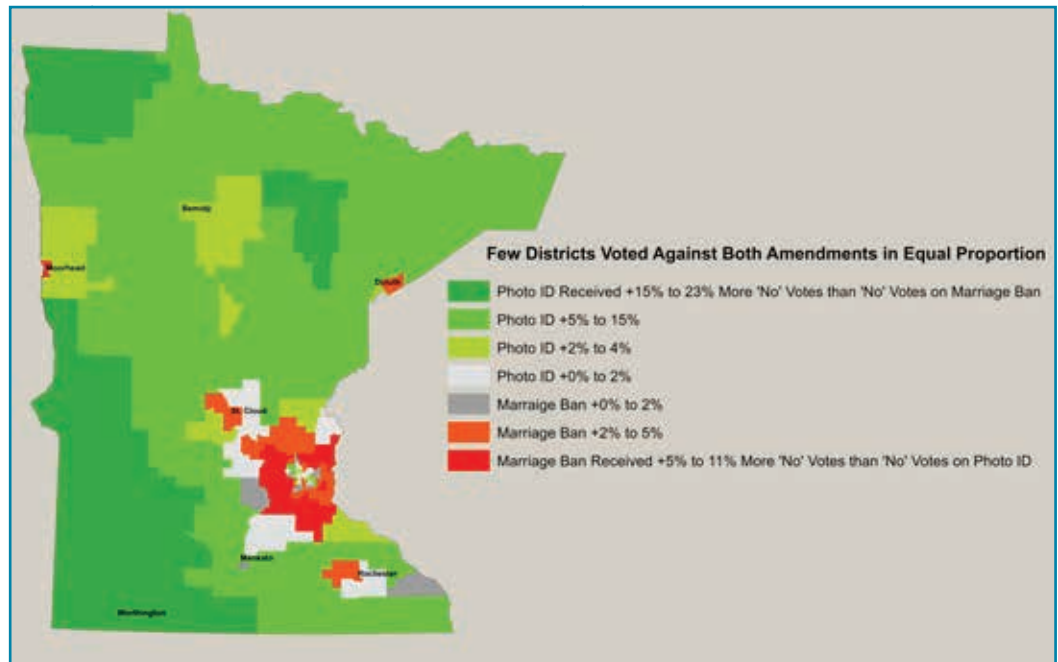 Bemidji
Moorhead
Duluth
Few Districts Voted Against Both Amendments in Equal Proportion
Photo ID Received +15% to 23% More 'No' Votes than 'No' Votes on Marriage Ban
Photo ID +5% to 15%
Photo ID +2% to 4%
Photo ID +0% to 2%
Marraige Ban +0% to 2%
Marriage Ban +2% to 5%
Marriage Ban Received +5% to 11% More 'No' Votes than 'No' Votes on Photo ID
St. Cloud
Mankato
Rochester
Worthington